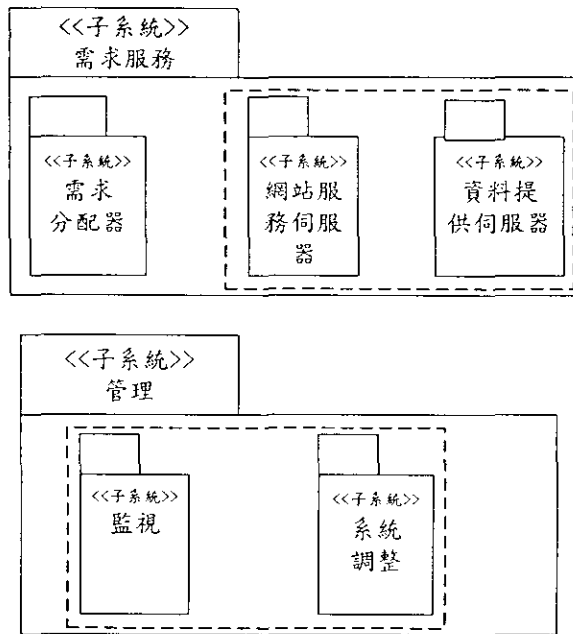 <<子系統>>
需求服務
<<子系統>>
需求
分配器
<<子系統>>
網站服
務伺服
器
<<子系統>>
資料提
供伺服器
<<子系統>>
管理
<<子系統>>
監視
<<子系統>>
系統
調整